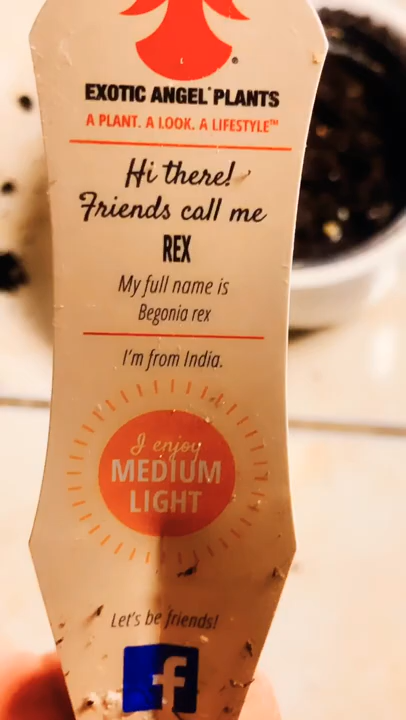 EXOTIC ANGEL® PLANTS
A PLANT. A LOOK. A LIFESTYLE™
Hi there!
Friends call me
REX
My full name is
Begonia rex
I'm from India.
I enjoy
MEDIUM
LIGHT
Let's be friends!
f